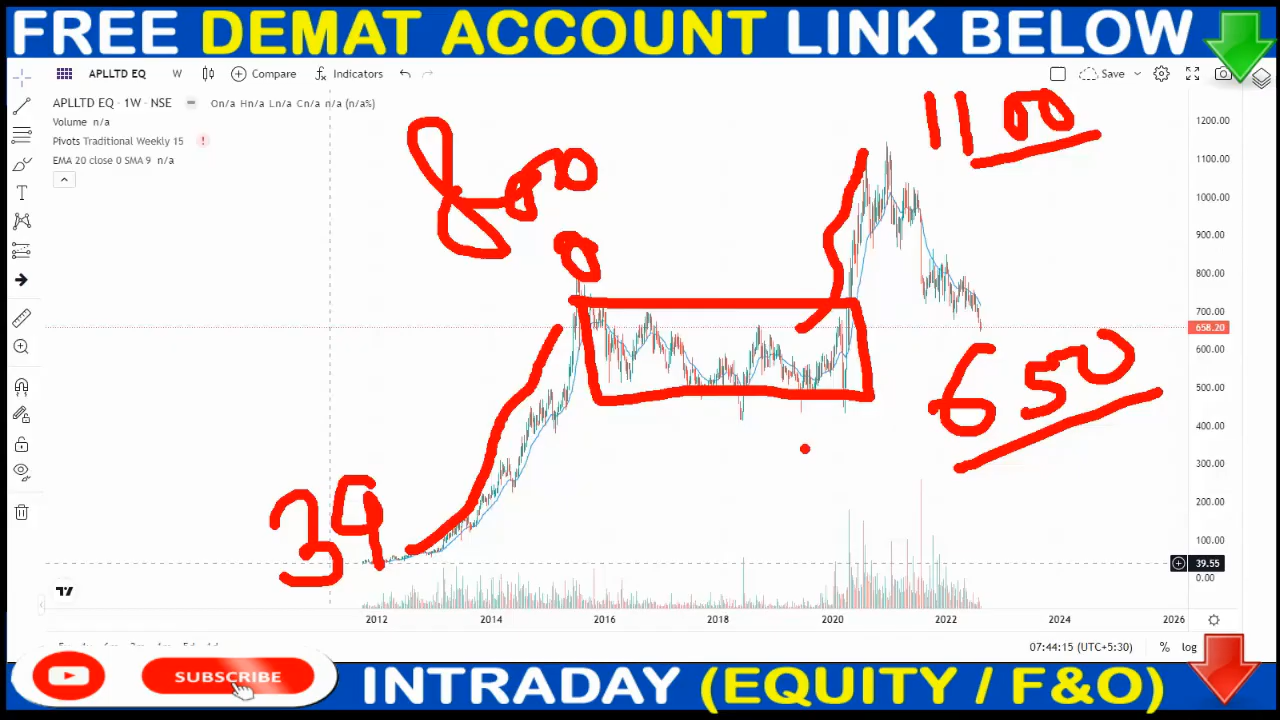 FREE DEMAT ACCOUNT LINK BELOW
APLLTD EQ W Compare Indicators Save
APLLTD EQ · 1W · NSE On/a Hn/a Ln/a Cn/a n/a (n/a%)
Volume n/a
Pivots Traditional Weekly 15
EMA 20 close 0 SMA 9 n/a
1200.00
1100.00
1000.00
900.00
800.00
700.00
658.20
600.00
500.00
400.00
300.00
200.00
100.00
39.55
0.00
800
1100
650
39
2012 2014 2016 2018 2020 2022 2024 2026
07:44:15 (UTC+5:30) % log
SUBSCRIBE
INTRADAY (EQUITY / F&O)